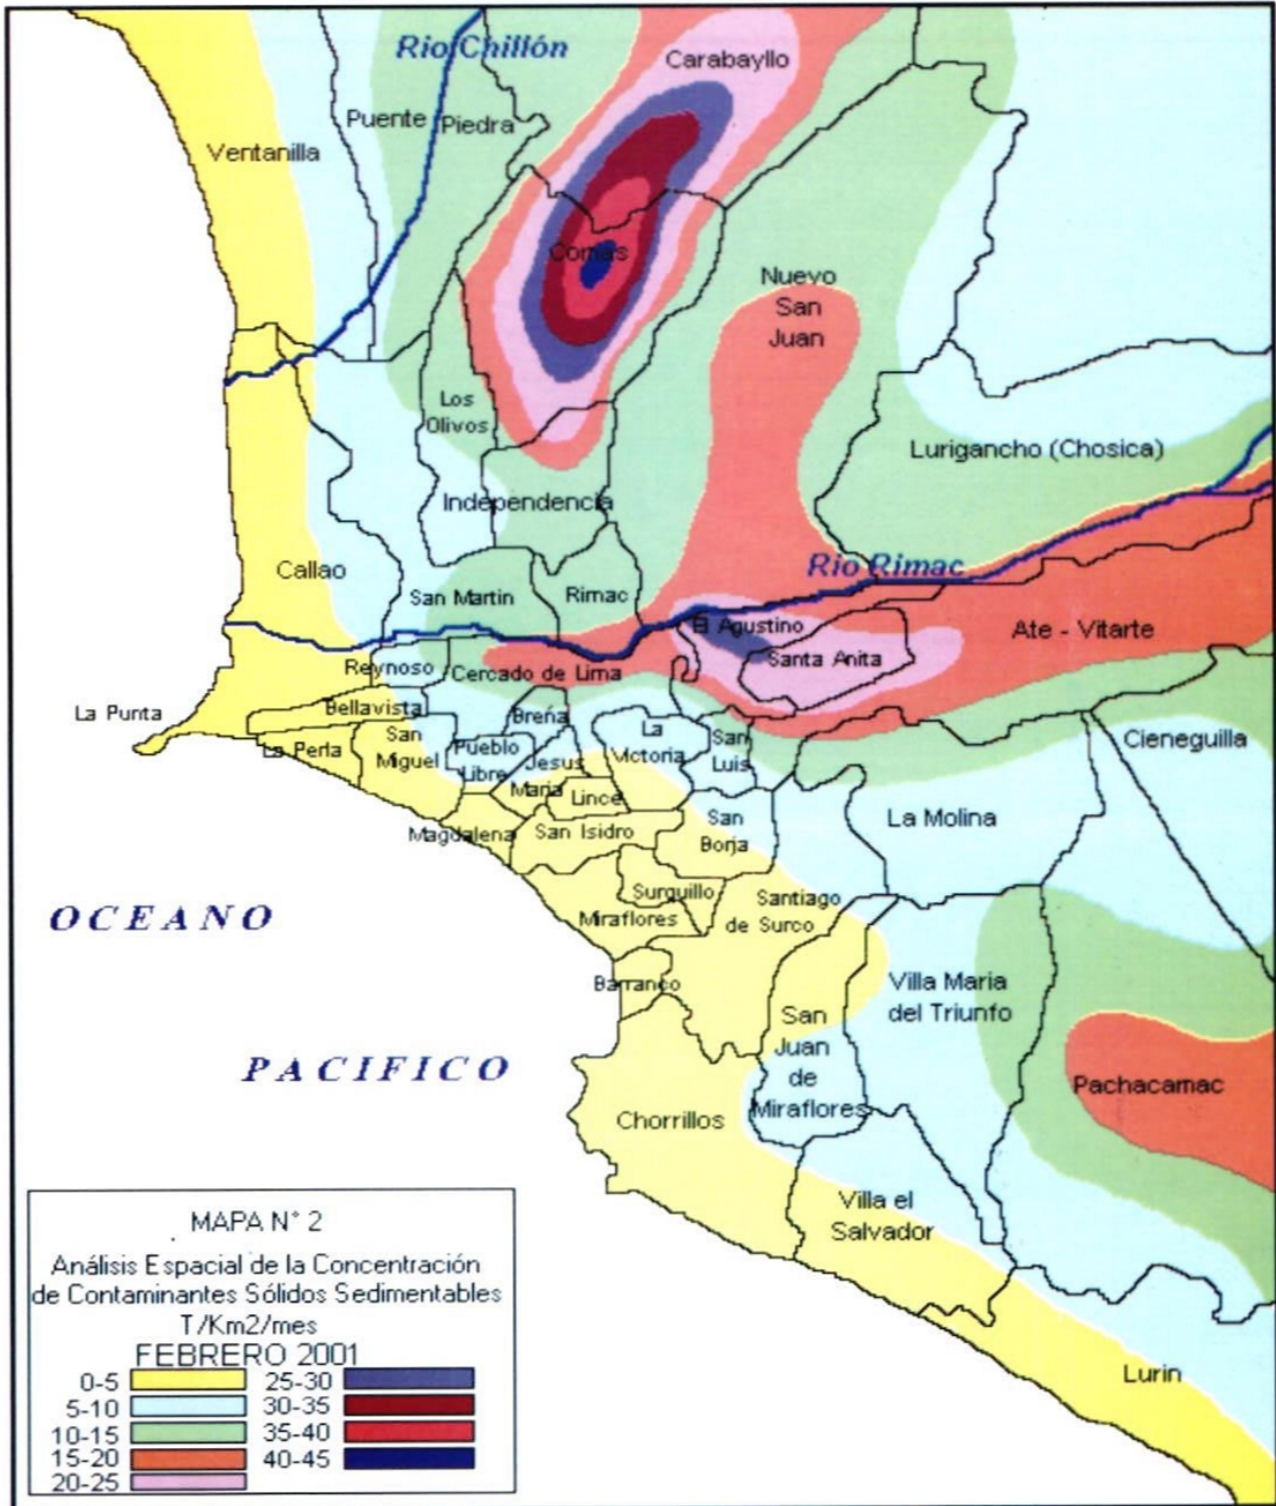 Rio Chillón
Carabayllo
Puente Piedra
Ventanilla
Comas
Nuevo
San
Juan
Los
Olivos
Lurigancho (Chosica)
Independencia
Callao
Rio Rimac
San Martin
Rimac
El Agustino
Ate - Vitarte
Santa Anita
Reynoso
Cercado de Lima
La Punta
Bellavista
Breña
La Perla
San
Miguel
Pueblo
Libre
Jesus
Maria
La
Victoria
San
Luis
Cieneguilla
Lince
Magdalena
San Isidro
San
Borja
La Molina
Surguillo
Miraflores
Santiago
de Surco
OCEANO
Barranco
Villa Maria
del Triunfo
San
Juan
de
Miraflores
PACIFICO
Pachacamac
Chorrillos
Villa el
Salvador
Lurin
MAPA N° 2
Análisis Espacial de la Concentración
de Contaminantes Sólidos Sedimentables
T/Km2/mes
FEBRERO 2001
0-5 25-30
5-10 30-35
10-15 35-40
15-20 40-45
20-25